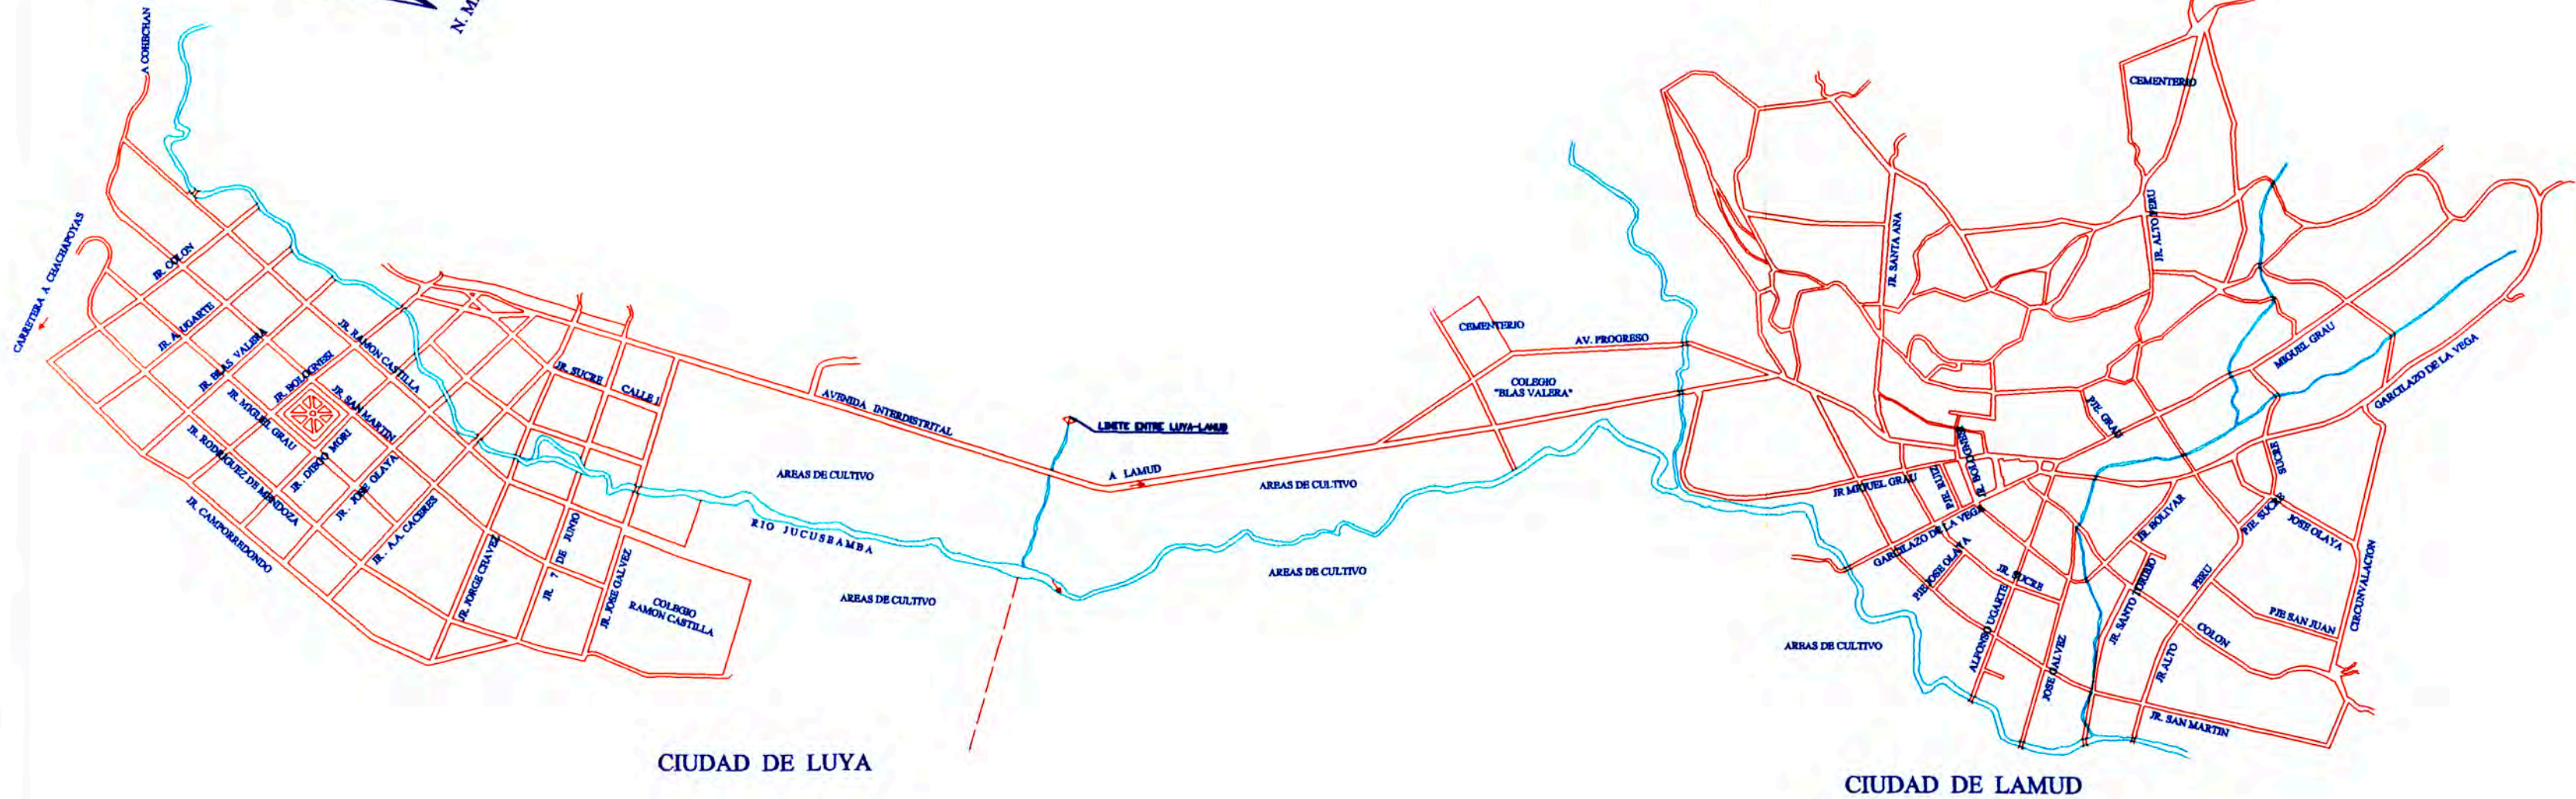 N. M.
A COHECHAN
CARRETERA A CHACHAPOYAS
JR. COLON
JR. A. UGARTE
JR. BLAS VALERA
JR. BOLOGNESI
JR. RAMON CASTILLA
JR. SAN MARTIN
JR. MIGUEL GRAU
JR. DIEGO MORI
JR. RODRIGUEZ DE MENDOZA
JR. JOSE OLAYA
JR. A.A. CACERES
JR. CAMPORREDONDO
JR. JORGE CHAVEZ
JR. 7 DE JUNIO
JR. JOSE GALVEZ
JR. SUCRE
CALLE 1
COLEGIO
RAMON CASTILLA
AVENIDA INTERDISTRITAL
AREAS DE CULTIVO
RIO JUCUSBAMBA
AREAS DE CULTIVO
LIMITE ENTRE LUYA-LAMUD
A LAMUD
AREAS DE CULTIVO
AREAS DE CULTIVO
CEMENTERIO
AV. PROGRESO
COLEGIO
"BLAS VALERA"
CEMENTERIO
JR. SANTA ANA
JR. ALTO PERU
MIGUEL GRAU
GARCILAZO DE LA VEGA
PJE. GRAU
JR. BOLOGNESI
JR MIGUEL GRAU
PJE. RUIZ
GARCILAZO DE LA VEGA
PJE JOSE OLAYA
JR. SUCRE
ALFONSO UGARTE
JOSE GALVEZ
JR. BOLIVAR
JR. SANTO TORIBIO
SUCRE
PJE. SUCRE
JOSE OLAYA
PERU
JR ALTO
COLON
PJE SAN JUAN
CIRCUNVALACION
JR. SAN MARTIN
AREAS DE CULTIVO
CIUDAD DE LUYA
CIUDAD DE LAMUD